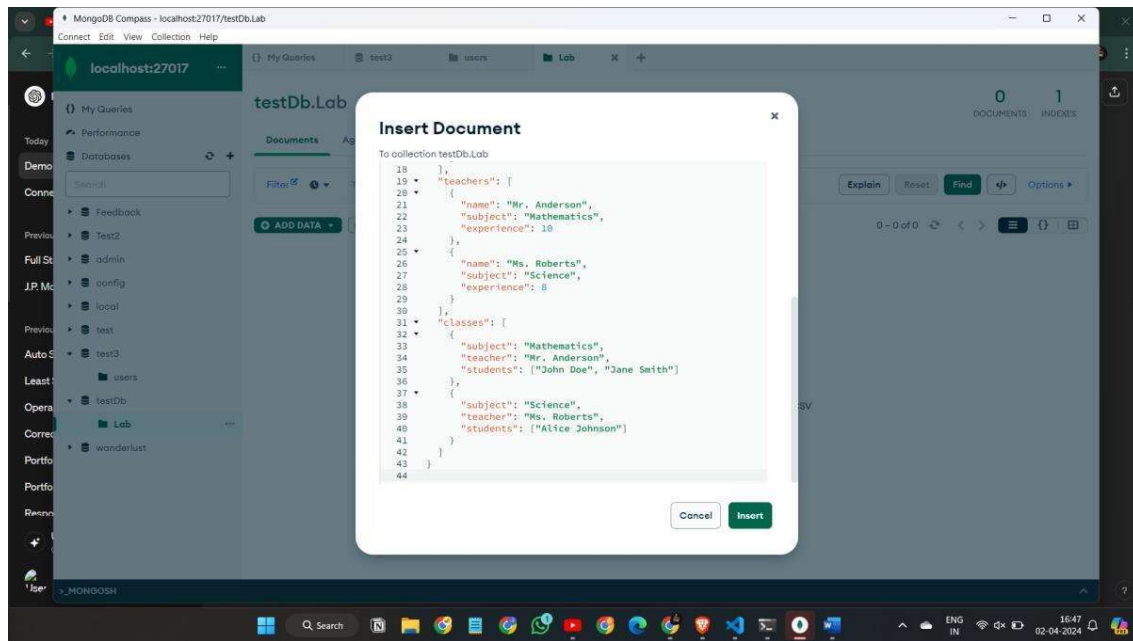 MongoDB Compass - localhost:27017/testDb.Lab
Connect Edit View Collection Help
localhost:27017
{} My Queries
test3
users
Lab
My Queries
Performance
Databases
Search
Feedback
Test2
admin
config
local
test
test3
users
testDb
Lab
wanderlust
testDb.Lab
0 DOCUMENTS 1 INDEXES
Documents
Filter
Explain Reset Find </> Options
ADD DATA
0 – 0 of 0
Insert Document
To collection testDb.Lab
18 ],
19 "teachers": [
20 {
21 "name": "Mr. Anderson",
22 "subject": "Mathematics",
23 "experience": 10
24 },
25 {
26 "name": "Ms. Roberts",
27 "subject": "Science",
28 "experience": 8
29 }
30 ],
31 "classes": [
32 {
33 "subject": "Mathematics",
34 "teacher": "Mr. Anderson",
35 "students": ["John Doe", "Jane Smith"]
36 },
37 {
38 "subject": "Science",
39 "teacher": "Ms. Roberts",
40 "students": ["Alice Johnson"]
41 }
42 ]
43 }
44
Cancel Insert
Today
Demo
Conne
Previou
Full St
Previou
Auto S
Least
Opera
Correc
Portfo
Portfo
Respo
User
>_MONGOSH
Search
ENG
IN
16:47
02-04-2024